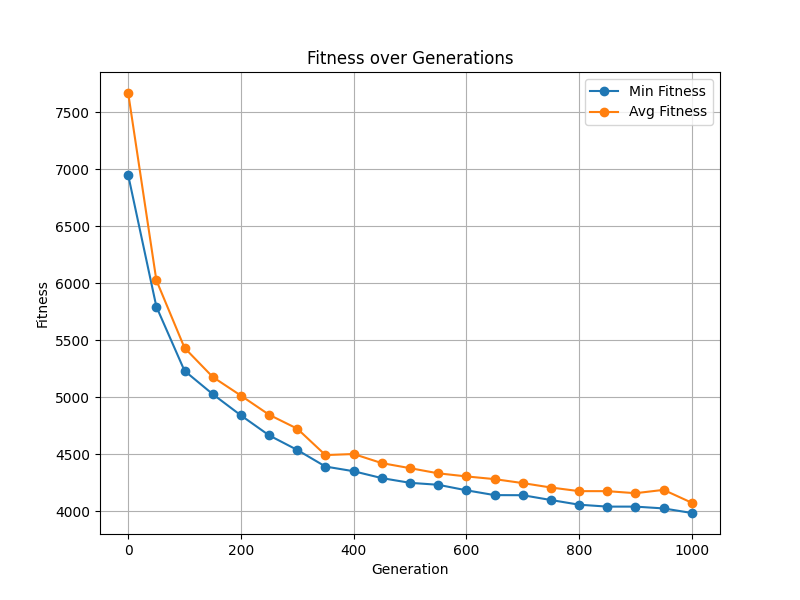 Fitness over Generations
Min Fitness
Avg Fitness
7500
7000
6500
6000
5500
5000
4500
4000
Fitness
0 200 400 600 800 1000
Generation